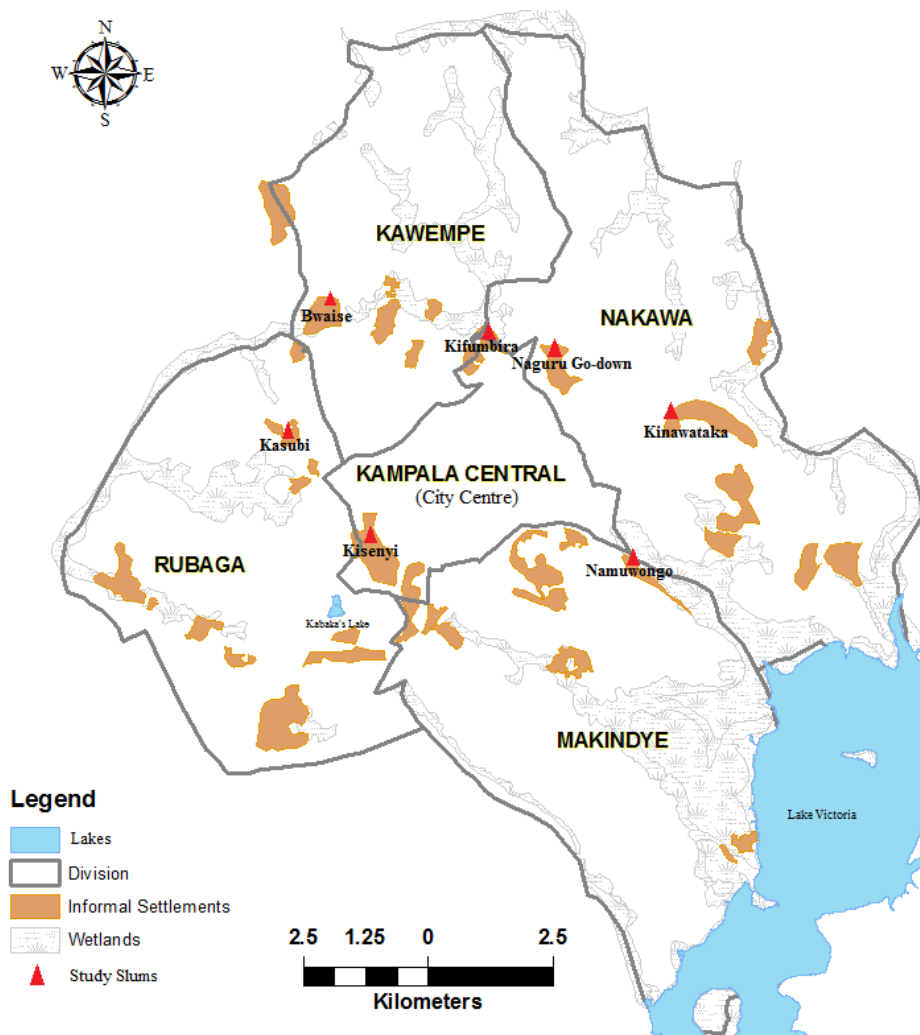 N
W E
S
KAWEMPE
Bwaise
Kifumbira
NAKAWA
Naguru Go-down
Kinawataka
Kasubi
KAMPALA CENTRAL
(City Centre)
Kisenyi
RUBAGA
Namuwongo
Kabaka's Lake
MAKINDYE
Lake Victoria
Legend
Lakes
Division
Informal Settlements
Wetlands
Study Slums
2.5 1.25 0 2.5
Kilometers